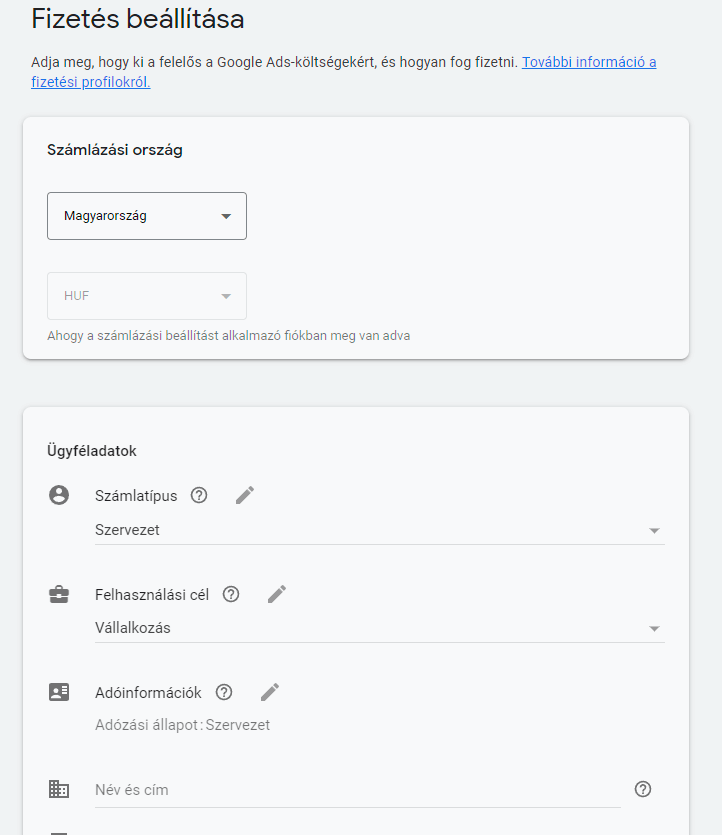 Fizetés beállítása
Adja meg, hogy ki a felelős a Google Ads-költségekért, és hogyan fog fizetni. További információ a
fizetési profilokról.
Számlázási ország
Magyarország
HUF
Ahogy a számlázási beállítást alkalmazó fiókban meg van adva
Ügyféladatok
Számlatípus
Szervezet
Felhasználási cél
Vállalkozás
Adóinformációk
Adózási állapot: Szervezet
Név és cím